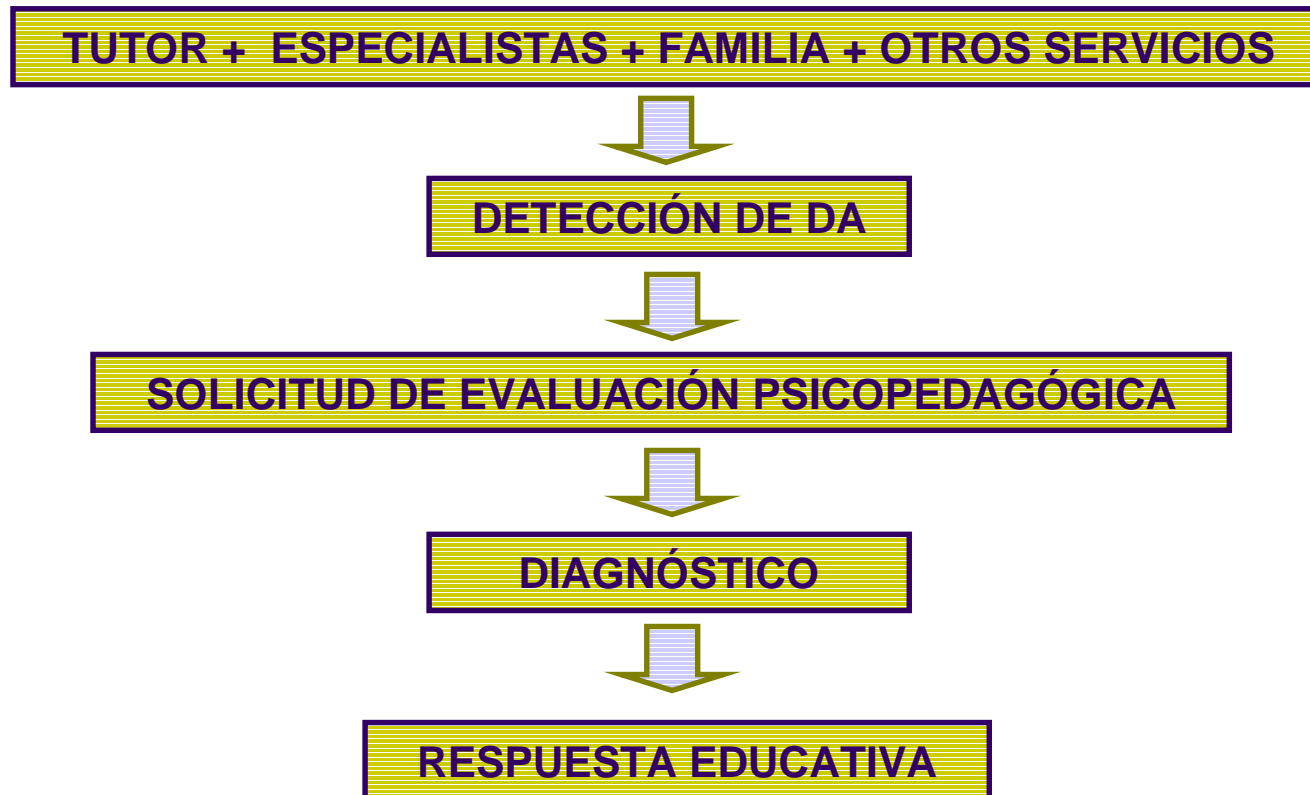 TUTOR + ESPECIALISTAS + FAMILIA + OTROS SERVICIOS
DETECCIÓN DE DA
SOLICITUD DE EVALUACIÓN PSICOPEDAGÓGICA
DIAGNÓSTICO
RESPUESTA EDUCATIVA